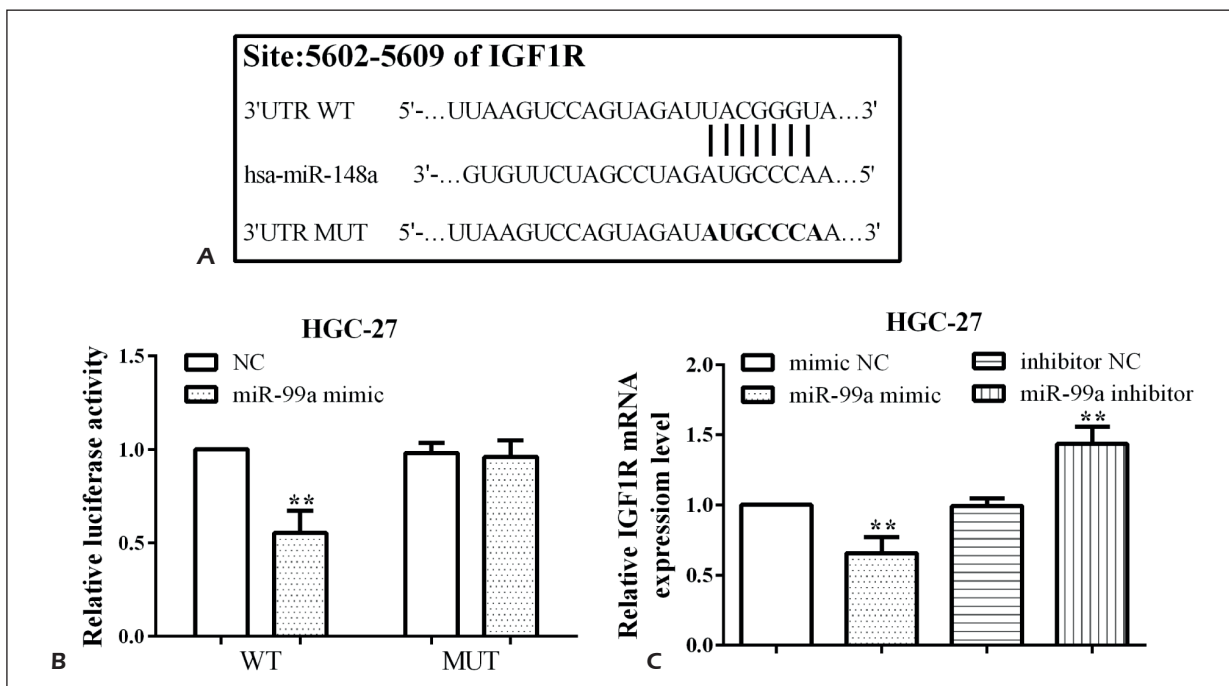 Site:5602-5609 of IGF1R
3'UTR WT 5'-...UUAAGUCCAGUAGAUUACGGGUA...3'
hsa-miR-148a 3'-...GUGUUCUAGCCUAGAUGCCCAA...5'
3'UTR MUT 5'-...UUAAGUCCAGUAGAUAUGCCCAA...3'
A
HGC-27
NC
miR-99a mimic
Relative luciferase activity
1.5
1.0
0.5
0.0
**
WT MUT
B
HGC-27
mimic NC inhibitor NC
miR-99a mimic miR-99a inhibitor
Relative IGF1R mRNA
expressiom level
2.0
1.5
1.0
0.5
0.0
**
**
C